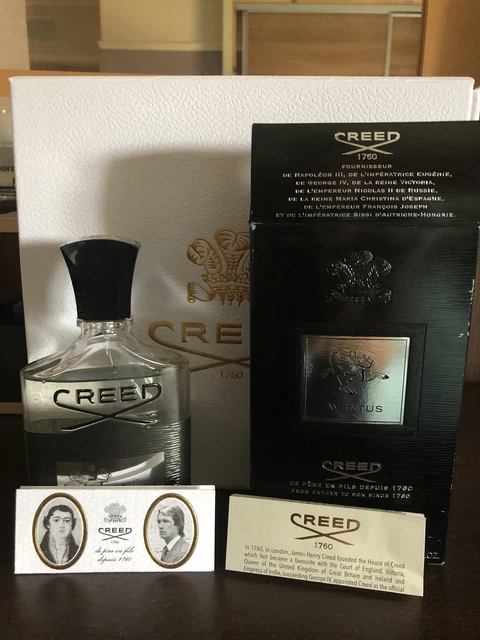 CREED
1760
FOURNISSEUR
DE NAPOLÉON III, DE L'IMPÉRATRICE EUGÉNIE,
DE GEORGE IV, DE LA REINE VICTORIA,
DE L'EMPEREUR NICOLAS II DE RUSSIE,
DE LA REINE MARIA CHRISTINA D'ESPAGNE,
DE L'EMPEREUR FRANÇOIS JOSEPH
ET DE L'IMPÉRATRICE SISSI D'AUTRICHE-HONGRIE.
CRE
1760
CREED
AVENTUS
CREED
DE PÈRE EN FILS DEPUIS 1760
FROM FATHER TO SON SINCE 1760
CREED
1760
de père en fils
depuis 1760
CREED
1760
In 1760, in London, James Henry Creed founded the House of Creed
which fast became a favourite with the Court of England. Victoria,
Queen of the United Kingdom of Great Britain and Ireland and
Empress of India, succeeding George IV, appointed Creed as the official